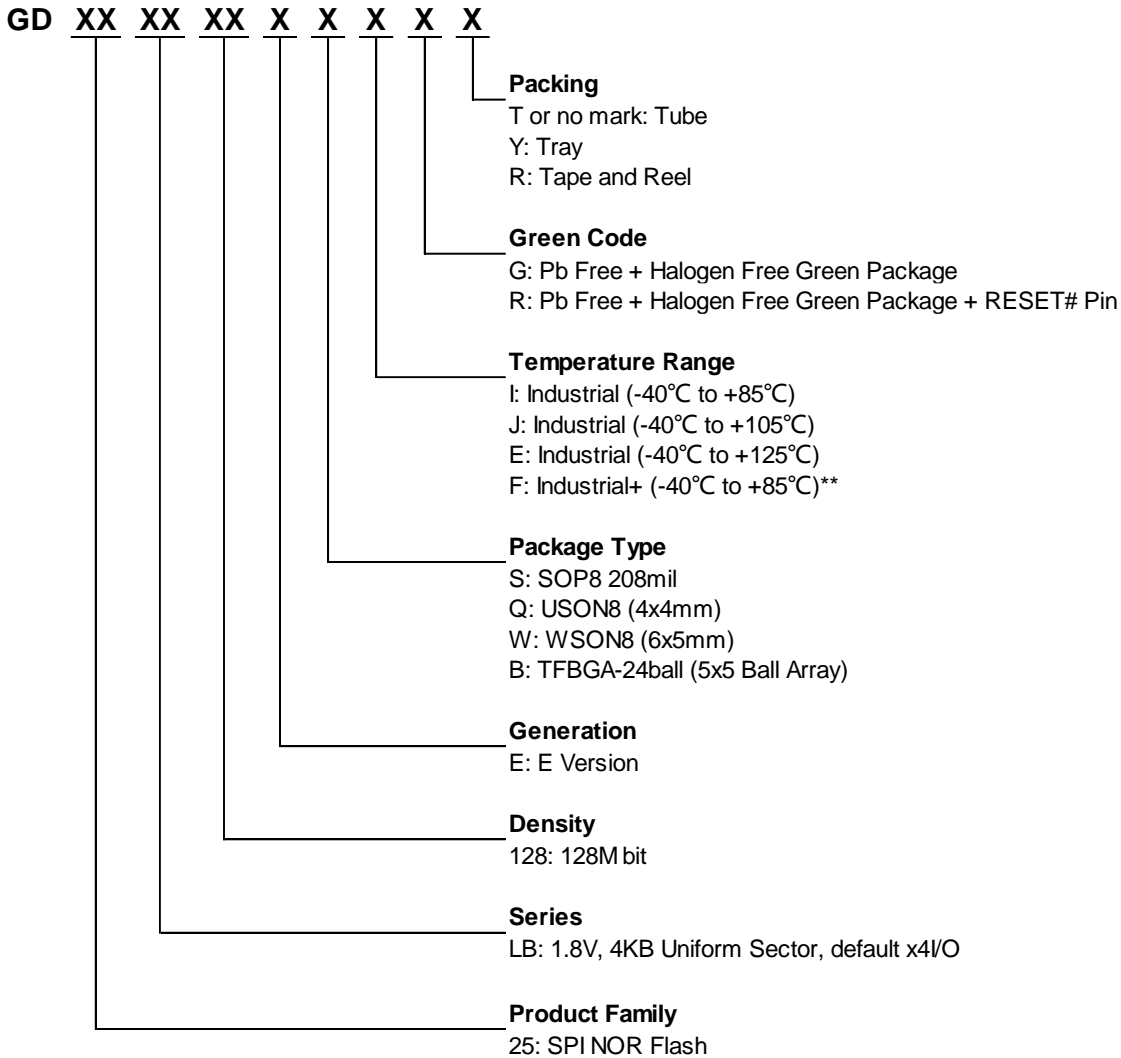 GD XX XX XX X X X X X
Packing
T or no mark: Tube
Y: Tray
R: Tape and Reel
Green Code
G: Pb Free + Halogen Free Green Package
R: Pb Free + Halogen Free Green Package + RESET# Pin
Temperature Range
I: Industrial (-40℃ to +85℃)
J: Industrial (-40℃ to +105℃)
E: Industrial (-40℃ to +125℃)
F: Industrial+ (-40℃ to +85℃)**
Package Type
S: SOP8 208mil
Q: USON8 (4x4mm)
W: WSON8 (6x5mm)
B: TFBGA-24ball (5x5 Ball Array)
Generation
E: E Version
Density
128: 128M bit
Series
LB: 1.8V, 4KB Uniform Sector, default x4I/O
Product Family
25: SPI NOR Flash